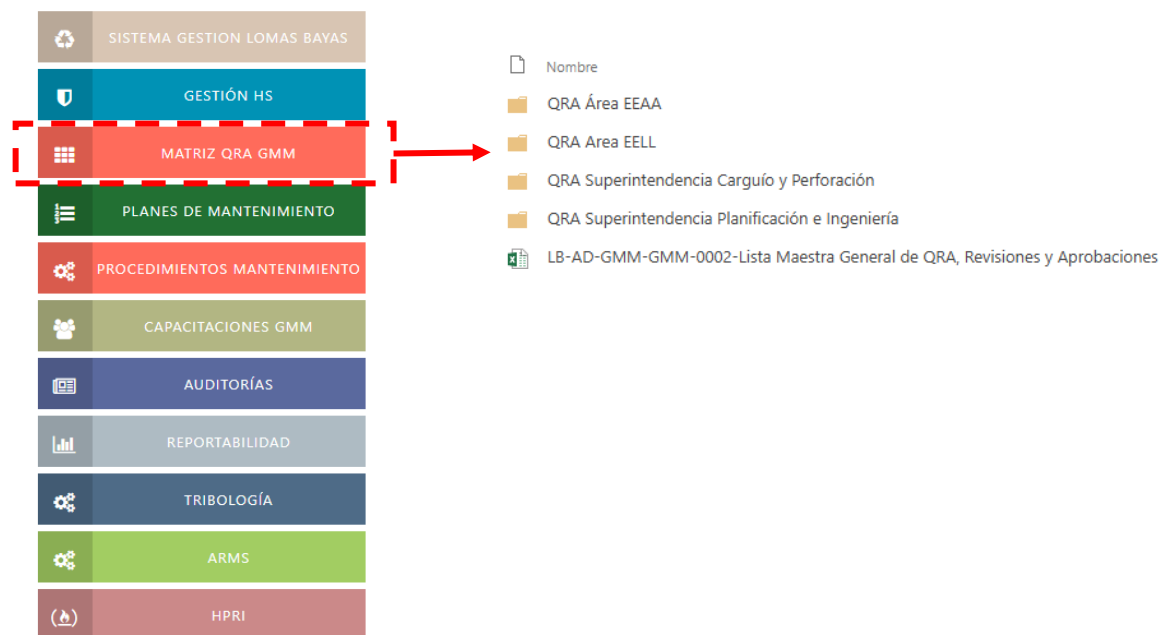 SISTEMA GESTION LOMAS BAYAS
GESTIÓN HS
MATRIZ QRA GMM
PLANES DE MANTENIMIENTO
PROCEDIMIENTOS MANTENIMIENTO
CAPACITACIONES GMM
AUDITORÍAS
REPORTABILIDAD
TRIBOLOGÍA
ARMS
HPRI
Nombre
QRA Área EEAA
QRA Area EELL
QRA Superintendencia Carguío y Perforación
QRA Superintendencia Planificación e Ingeniería
LB-AD-GMM-GMM-0002-Lista Maestra General de QRA, Revisiones y Aprobaciones